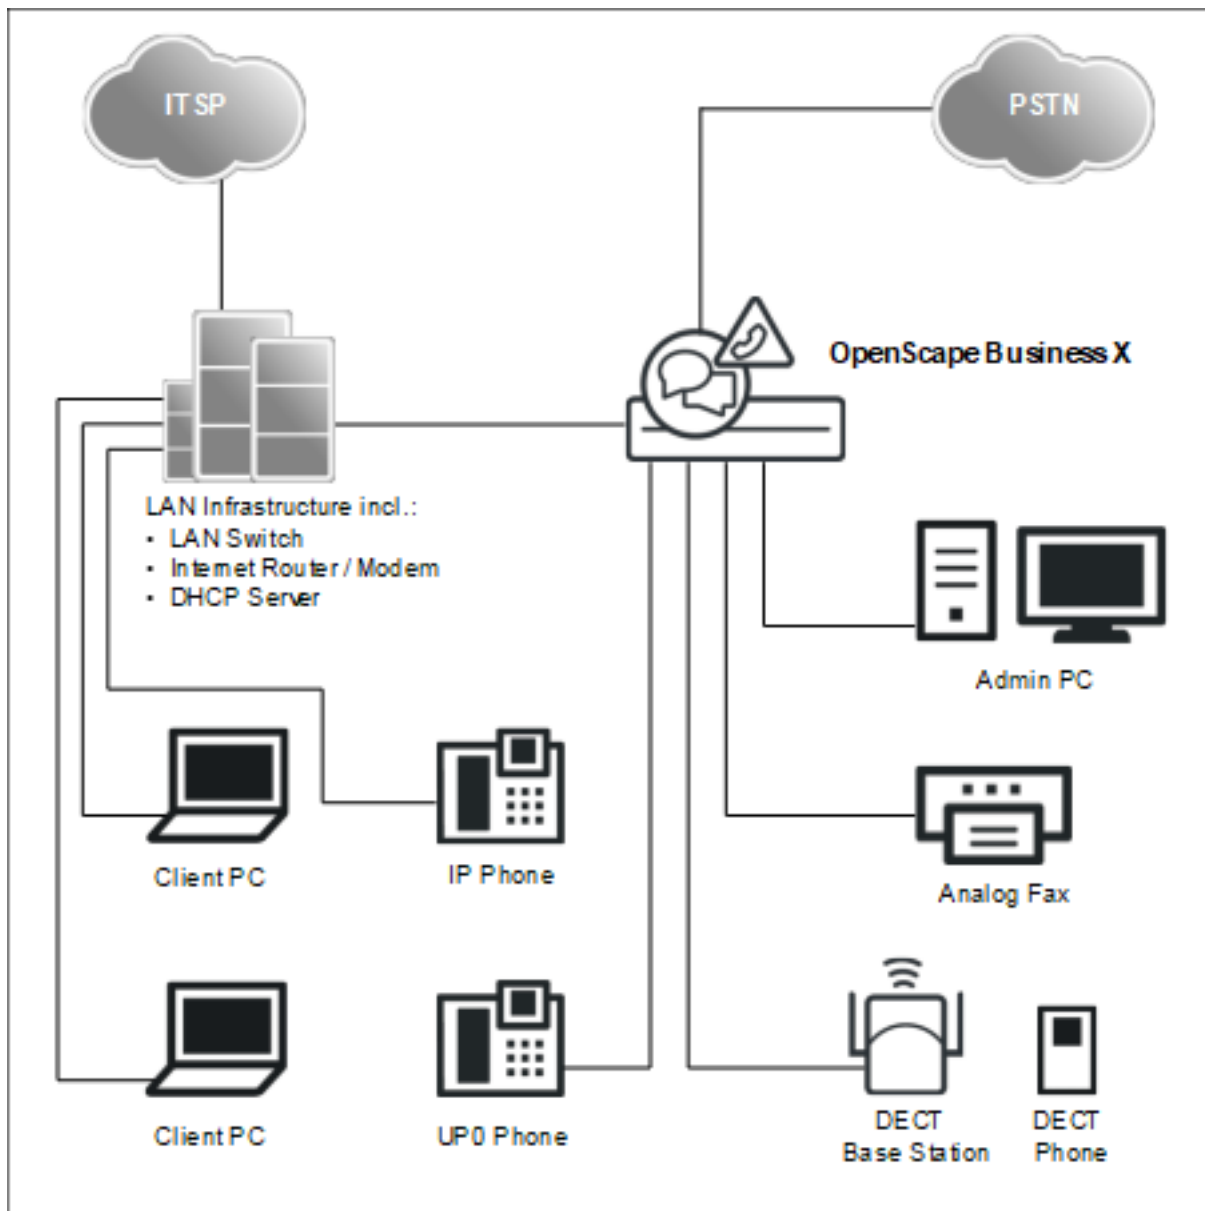 ITSP
PSTN
OpenScape Business X
LAN Infrastructure incl.:
• LAN Switch
• Internet Router / Modem
• DHCP Server
Admin PC
Client PC
IP Phone
Analog Fax
Client PC
UP0 Phone
DECT
Base Station
DECT
Phone